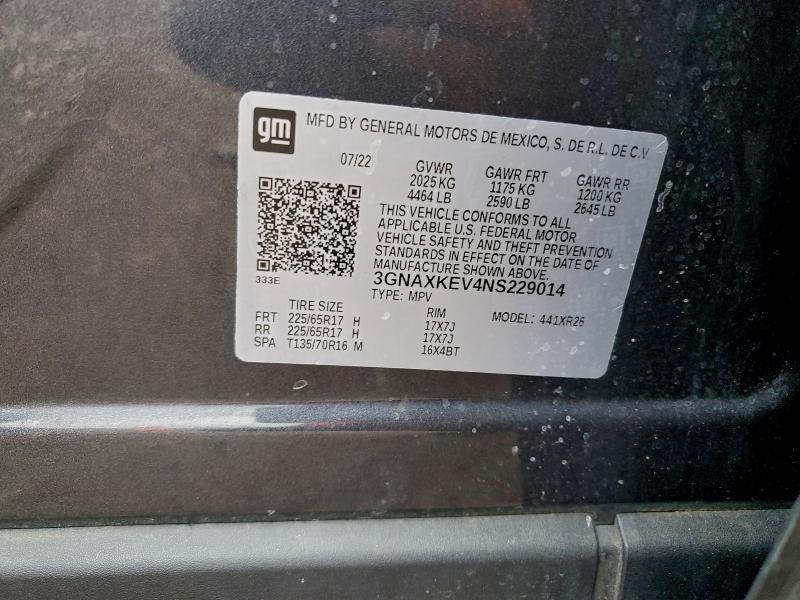 gm
MFD BY GENERAL MOTORS DE MEXICO, S. DE R.L. DE C.V
07/22
GVWR GAWR FRT GAWR RR
2025 KG 1175 KG 1200 KG
4464 LB 2590 LB 2645 LB
THIS VEHICLE CONFORMS TO ALL
APPLICABLE U.S. FEDERAL MOTOR
VEHICLE SAFETY AND THEFT PREVENTION
STANDARDS IN EFFECT ON THE DATE OF
MANUFACTURE SHOWN ABOVE.
333E
3GNAXKEV4NS229014
TYPE: MPV
TIRE SIZE RIM MODEL: 441XR26
FRT 225/65R17 H 17X7J
RR 225/65R17 H 17X7J
SPA T135/70R16 M 16X4BT